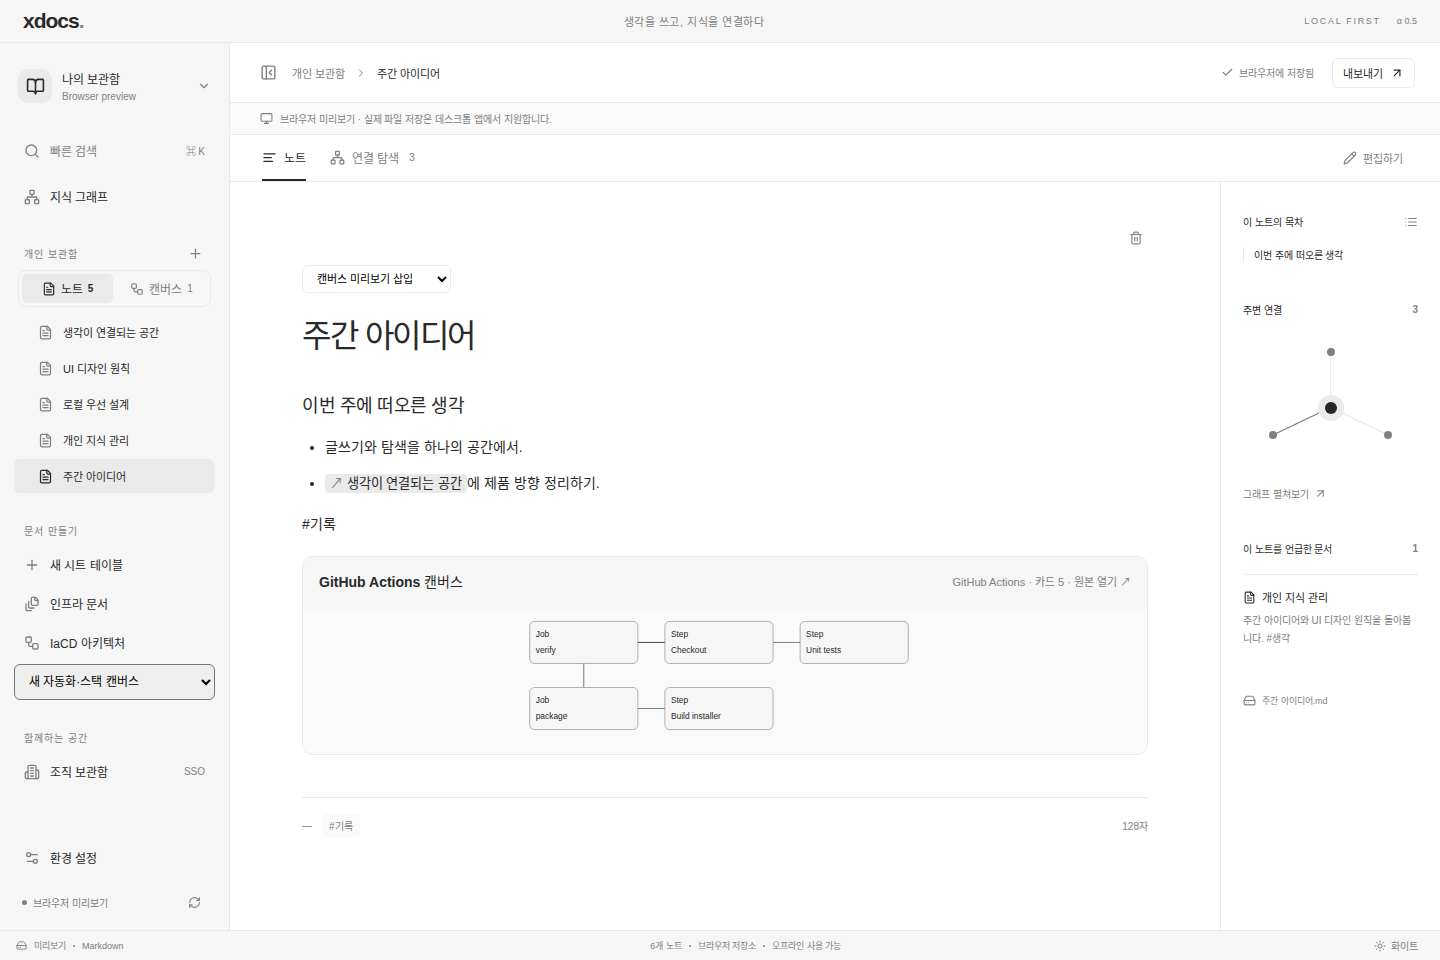 xdocs.
생각을 쓰고, 지식을 연결하다
LOCAL FIRST
α 0.5
나의 보관함
Browser preview
빠른 검색
⌘K
지식 그래프
개인 보관함
노트 5
캔버스 1
생각이 연결되는 공간
UI 디자인 원칙
로컬 우선 설계
개인 지식 관리
주간 아이디어
문서 만들기
새 시트 테이블
인프라 문서
IaCD 아키텍처
새 자동화·스택 캔버스
함께하는 공간
조직 보관함
SSO
환경 설정
브라우저 미리보기
개인 보관함
주간 아이디어
브라우저에 저장됨
내보내기
브라우저 미리보기 · 실제 파일 저장은 데스크톱 앱에서 지원합니다.
노트
연결 탐색 3
편집하기
캔버스 미리보기 삽입
주간 아이디어
이번 주에 떠오른 생각
• 글쓰기와 탐색을 하나의 공간에서.
• ↗ 생각이 연결되는 공간에 제품 방향 정리하기.
#기록
GitHub Actions 캔버스
GitHub Actions · 카드 5 · 원본 열기 ↗
Job
verify
Step
Checkout
Step
Unit tests
Job
package
Step
Build installer
— #기록
128자
이 노트의 목차
이번 주에 떠오른 생각
주변 연결
3
그래프 펼쳐보기
이 노트를 언급한 문서
1
개인 지식 관리
주간 아이디어와 UI 디자인 원칙을 돌아봅
니다. #생각
주간 아이디어.md
미리보기 • Markdown
6개 노트 • 브라우저 저장소 • 오프라인 사용 가능
화이트